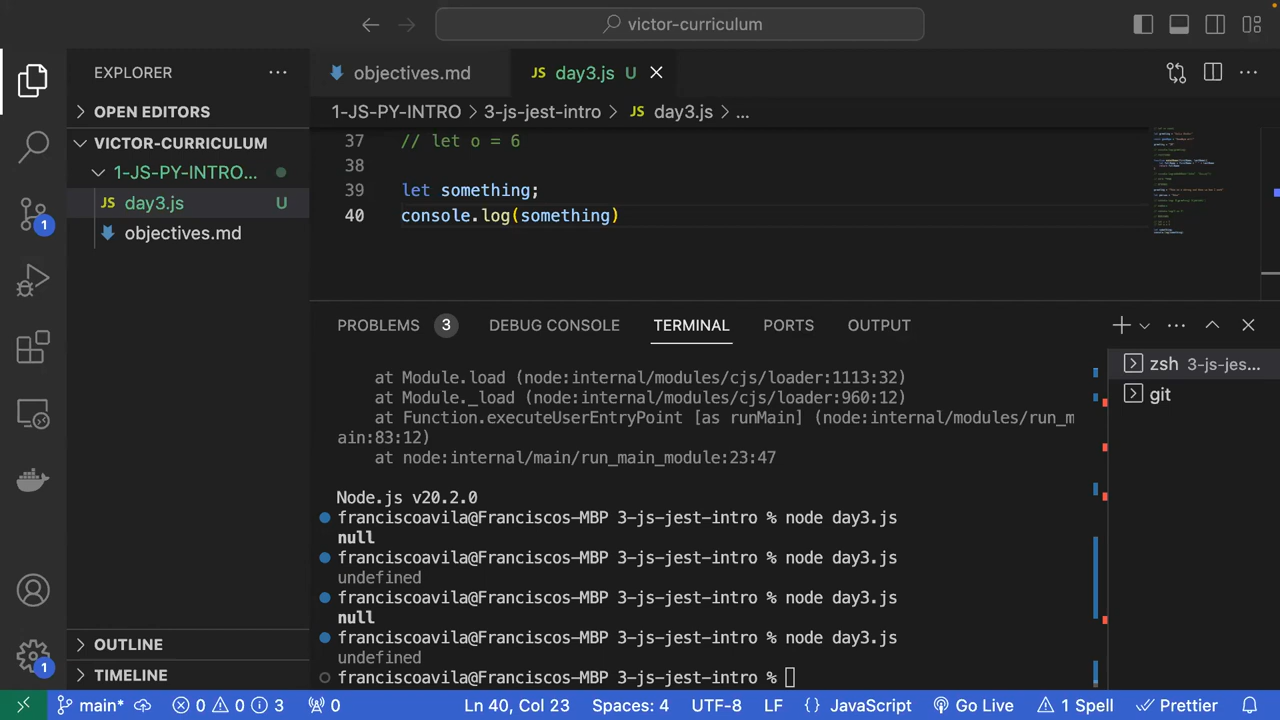 victor-curriculum
EXPLORER
objectives.md
JS day3.js U
OPEN EDITORS
1-JS-PY-INTRO > 3-js-jest-intro > JS day3.js > ...
VICTOR-CURRICULUM
1-JS-PY-INTRO...
JS day3.js U
objectives.md
37 // let o = 6
38
39 let something;
40 console.log(something)
PROBLEMS 3 DEBUG CONSOLE TERMINAL PORTS OUTPUT
at Module.load (node:internal/modules/cjs/loader:1113:32)
at Module._load (node:internal/modules/cjs/loader:960:12)
at Function.executeUserEntryPoint [as runMain] (node:internal/modules/run_m
ain:83:12)
at node:internal/main/run_main_module:23:47
Node.js v20.2.0
franciscoavila@Franciscos-MBP 3-js-jest-intro % node day3.js
null
franciscoavila@Franciscos-MBP 3-js-jest-intro % node day3.js
undefined
franciscoavila@Franciscos-MBP 3-js-jest-intro % node day3.js
null
franciscoavila@Franciscos-MBP 3-js-jest-intro % node day3.js
undefined
franciscoavila@Franciscos-MBP 3-js-jest-intro %
zsh 3-js-jes...
git
1
1
OUTLINE
TIMELINE
main* 0 0 3 0 Ln 40, Col 23 Spaces: 4 UTF-8 LF {} JavaScript Go Live 1 Spell Prettier